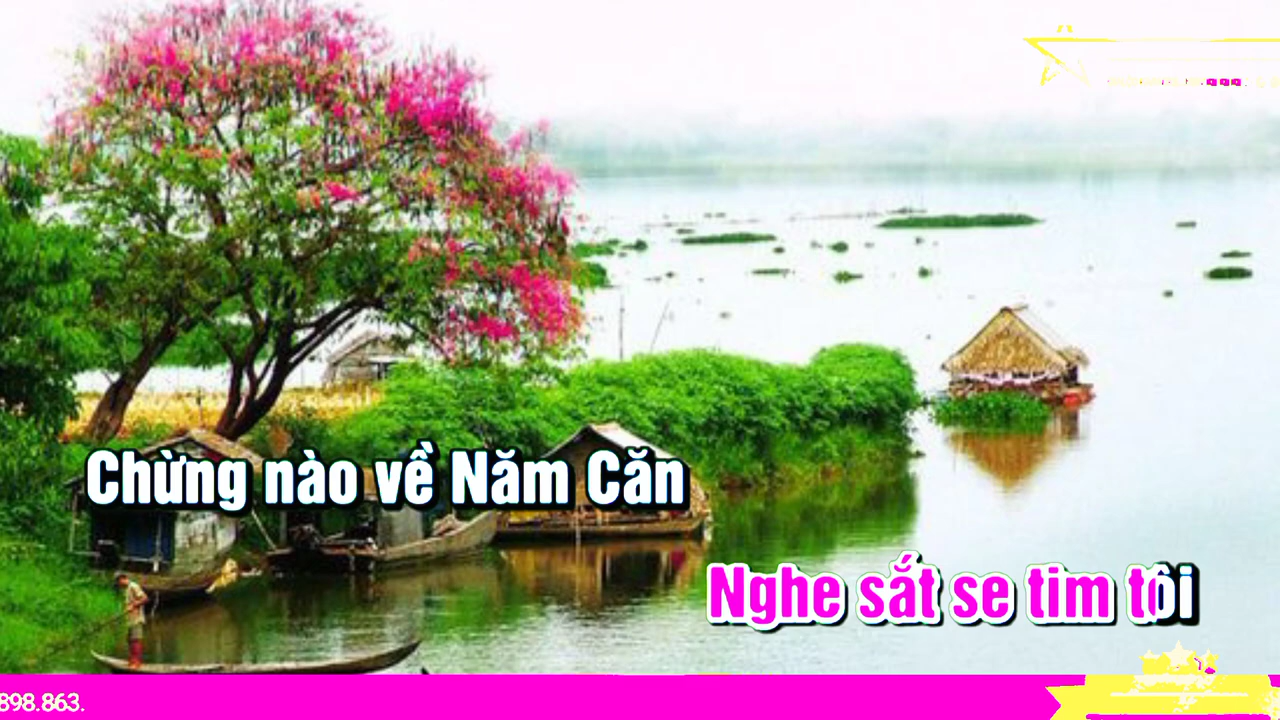 Chừng nào về Năm Căn
Nghe sắt se tim tôi
898.863.